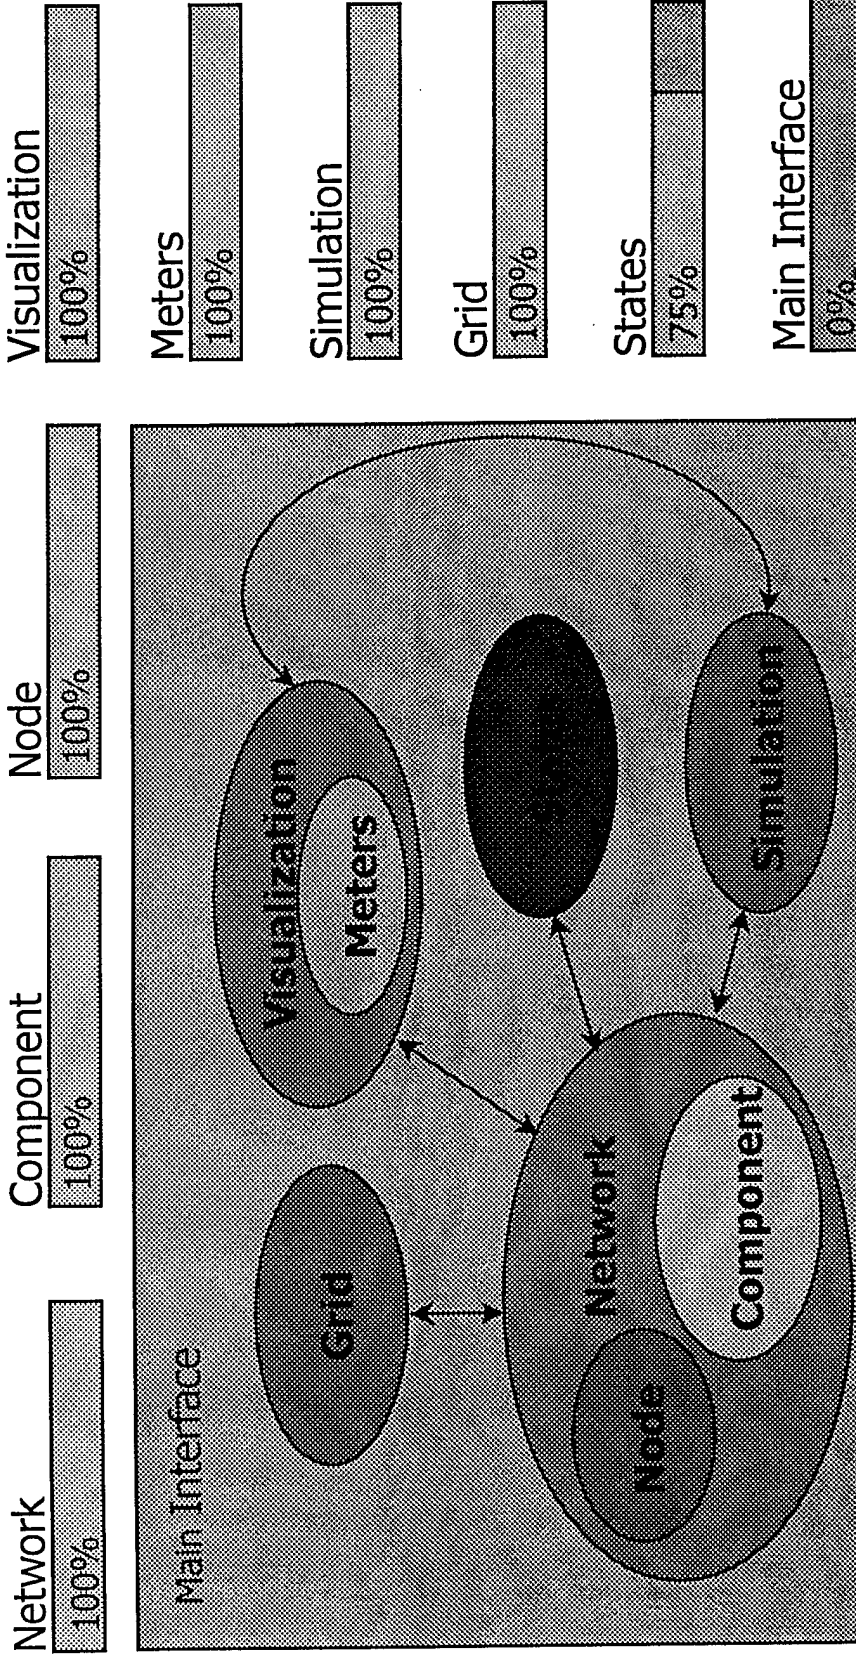 Network
100%
Component
100%
Node
100%
Visualization
100%
Meters
100%
Simulation
100%
Grid
100%
States
75%
Main Interface
0%
Main Interface
Grid
Visualization
Meters
Network
Node
Component
Simulation